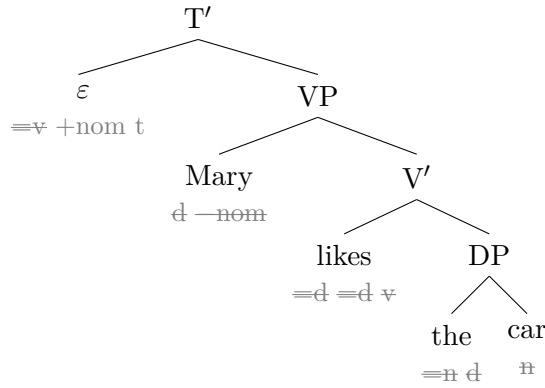 T′
ε VP
=v +nom t
Mary V′
d −nom
likes DP
=d =d v
the car
=n d n